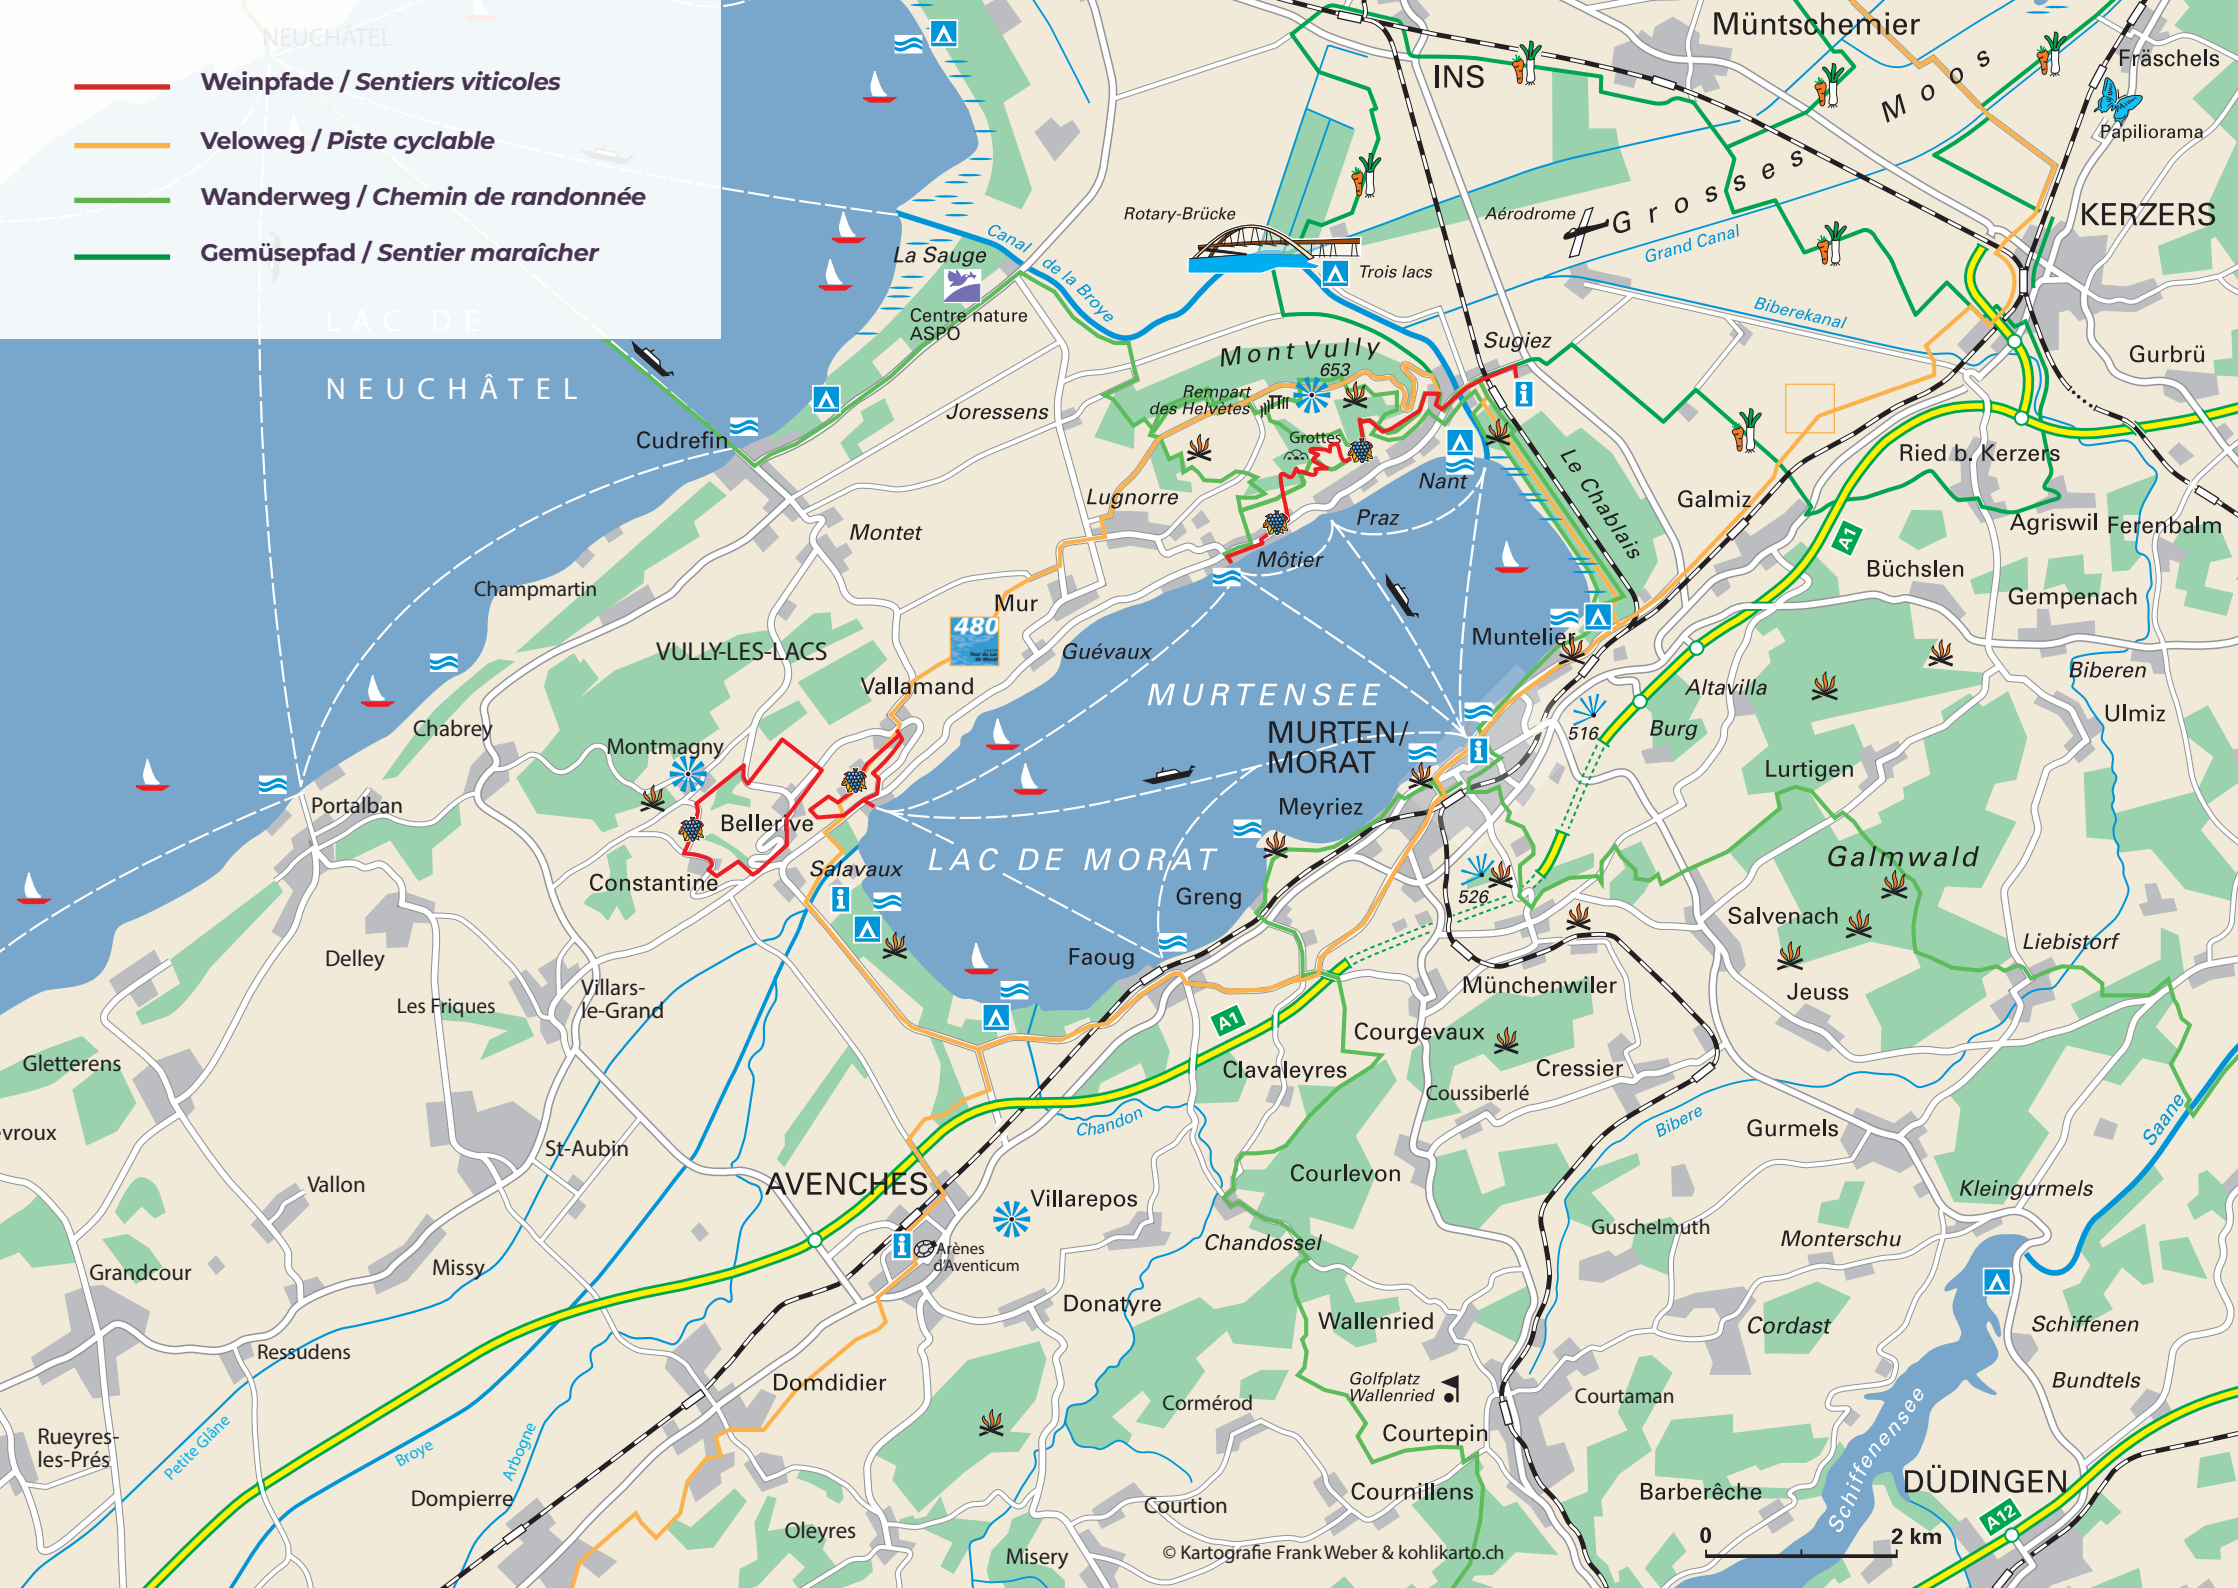 NEUCHÂTEL
Weinpfade / Sentiers viticoles
Veloweg / Piste cyclable
Wanderweg / Chemin de randonnée
Gemüsepfad / Sentier maraîcher
LAC DE
NEUCHÂTEL
Müntschemier
Fräschels
INS
Grosses Moos
Papiliorama
Rotary-Brücke
Aérodrome
KERZERS
Canal de la Broye
La Sauge
Centre nature
ASPO
Trois lacs
Grand Canal
Biberekanal
Mont Vully
653
Sugiez
Gurbrü
Rempart
des Helvètes
Joressens
Cudrefin
Grottes
Ried b. Kerzers
Le Chablais
Nant
Lugnorre
Galmiz
Praz
Agriswil
Ferenbalm
Montet
A1
Môtier
Büchslen
Champmartin
Mur
Gempenach
480
VULLY-LES-LACS
Guévaux
Muntelier
Biberen
Vallamand
MURTENSEE
Altavilla
Ulmiz
Chabrey
Montmagny
MURTEN/
MORAT
516
Burg
Lurtigen
Portalban
Meyriez
Bellerive
Salavaux
LAC DE MORAT
Galmwald
Constantine
Greng
526
Salvenach
Delley
Faoug
Liebistorf
Villars-
le-Grand
Les Friques
Münchenwiler
Jeuss
A1
Courgevaux
Gletterens
Clavaleyres
Cressier
Coussiberlé
Chandon
Bibere
Saane
vroux
Gurmels
St-Aubin
Courlevon
Vallon
AVENCHES
Villarepos
Kleingurmels
Guschelmuth
Chandossel
Monterschu
Arènes
d'Aventicum
Grandcour
Missy
Donatyre
Wallenried
Cordast
Schiffenen
Ressudens
Domdidier
Golfplatz
Wallenried
Courtaman
Bundtels
Cormérod
Rueyres-
les-Prés
Petite Glâne
Broye
Arbogne
Courtepin
Schiffenensee
DÜDINGEN
Dompierre
Cournillens
Barberêche
Courtion
A12
Oleyres
0 2 km
Misery
© Kartografie Frank Weber & kohlikarto.ch